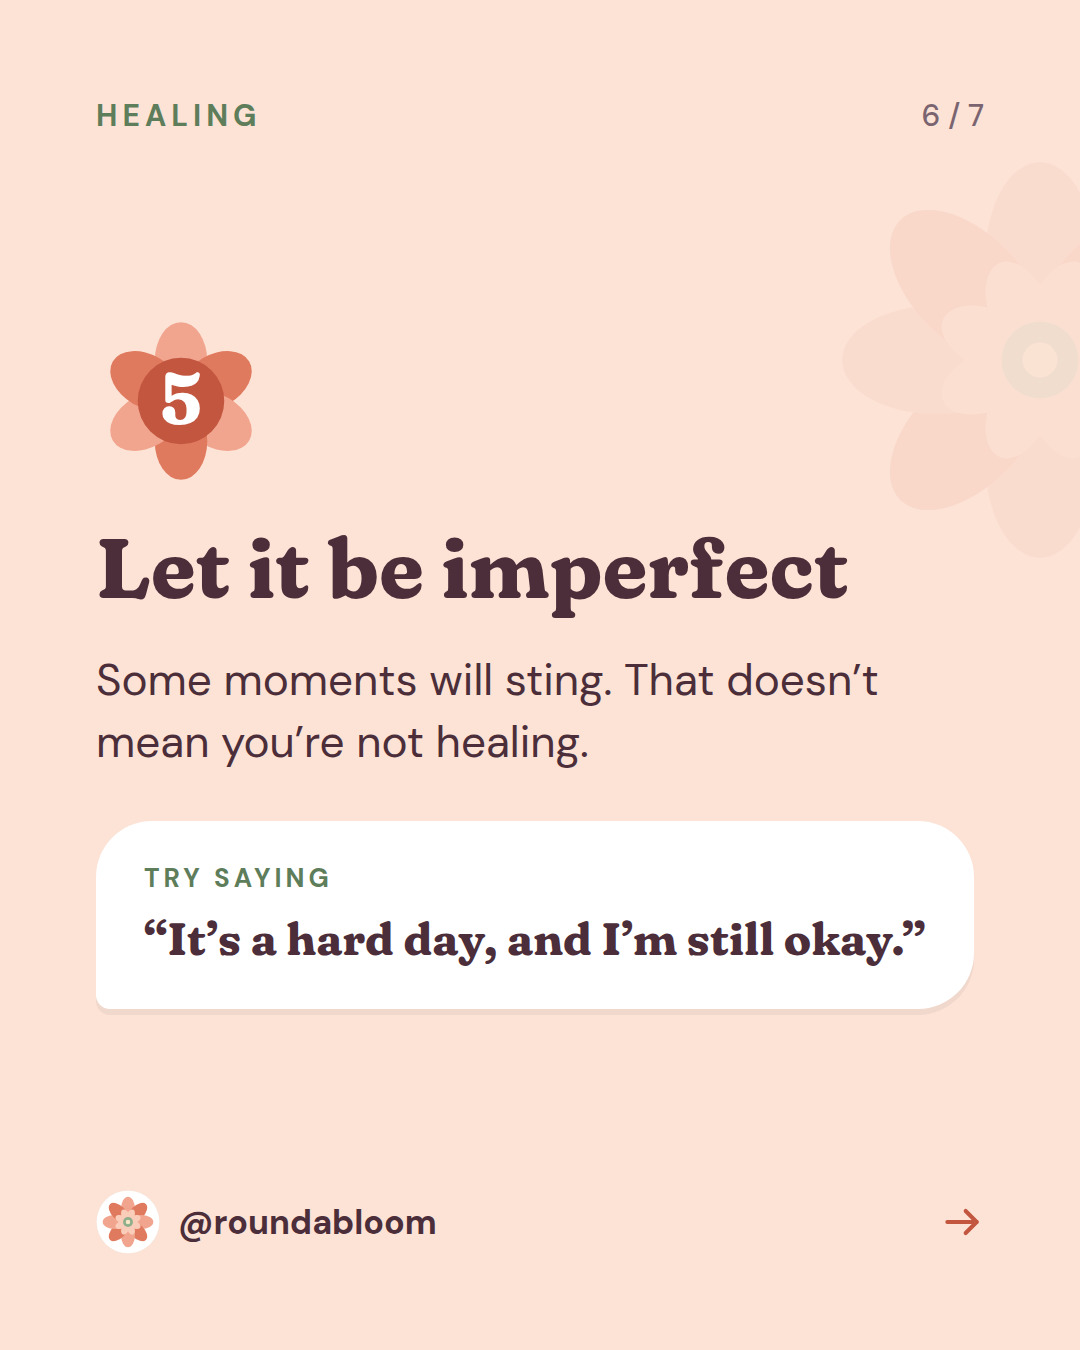 HEALING
6 / 7
5
Let it be imperfect
Some moments will sting. That doesn’t
mean you’re not healing.
TRY SAYING
“It’s a hard day, and I’m still okay.”
@roundabloom